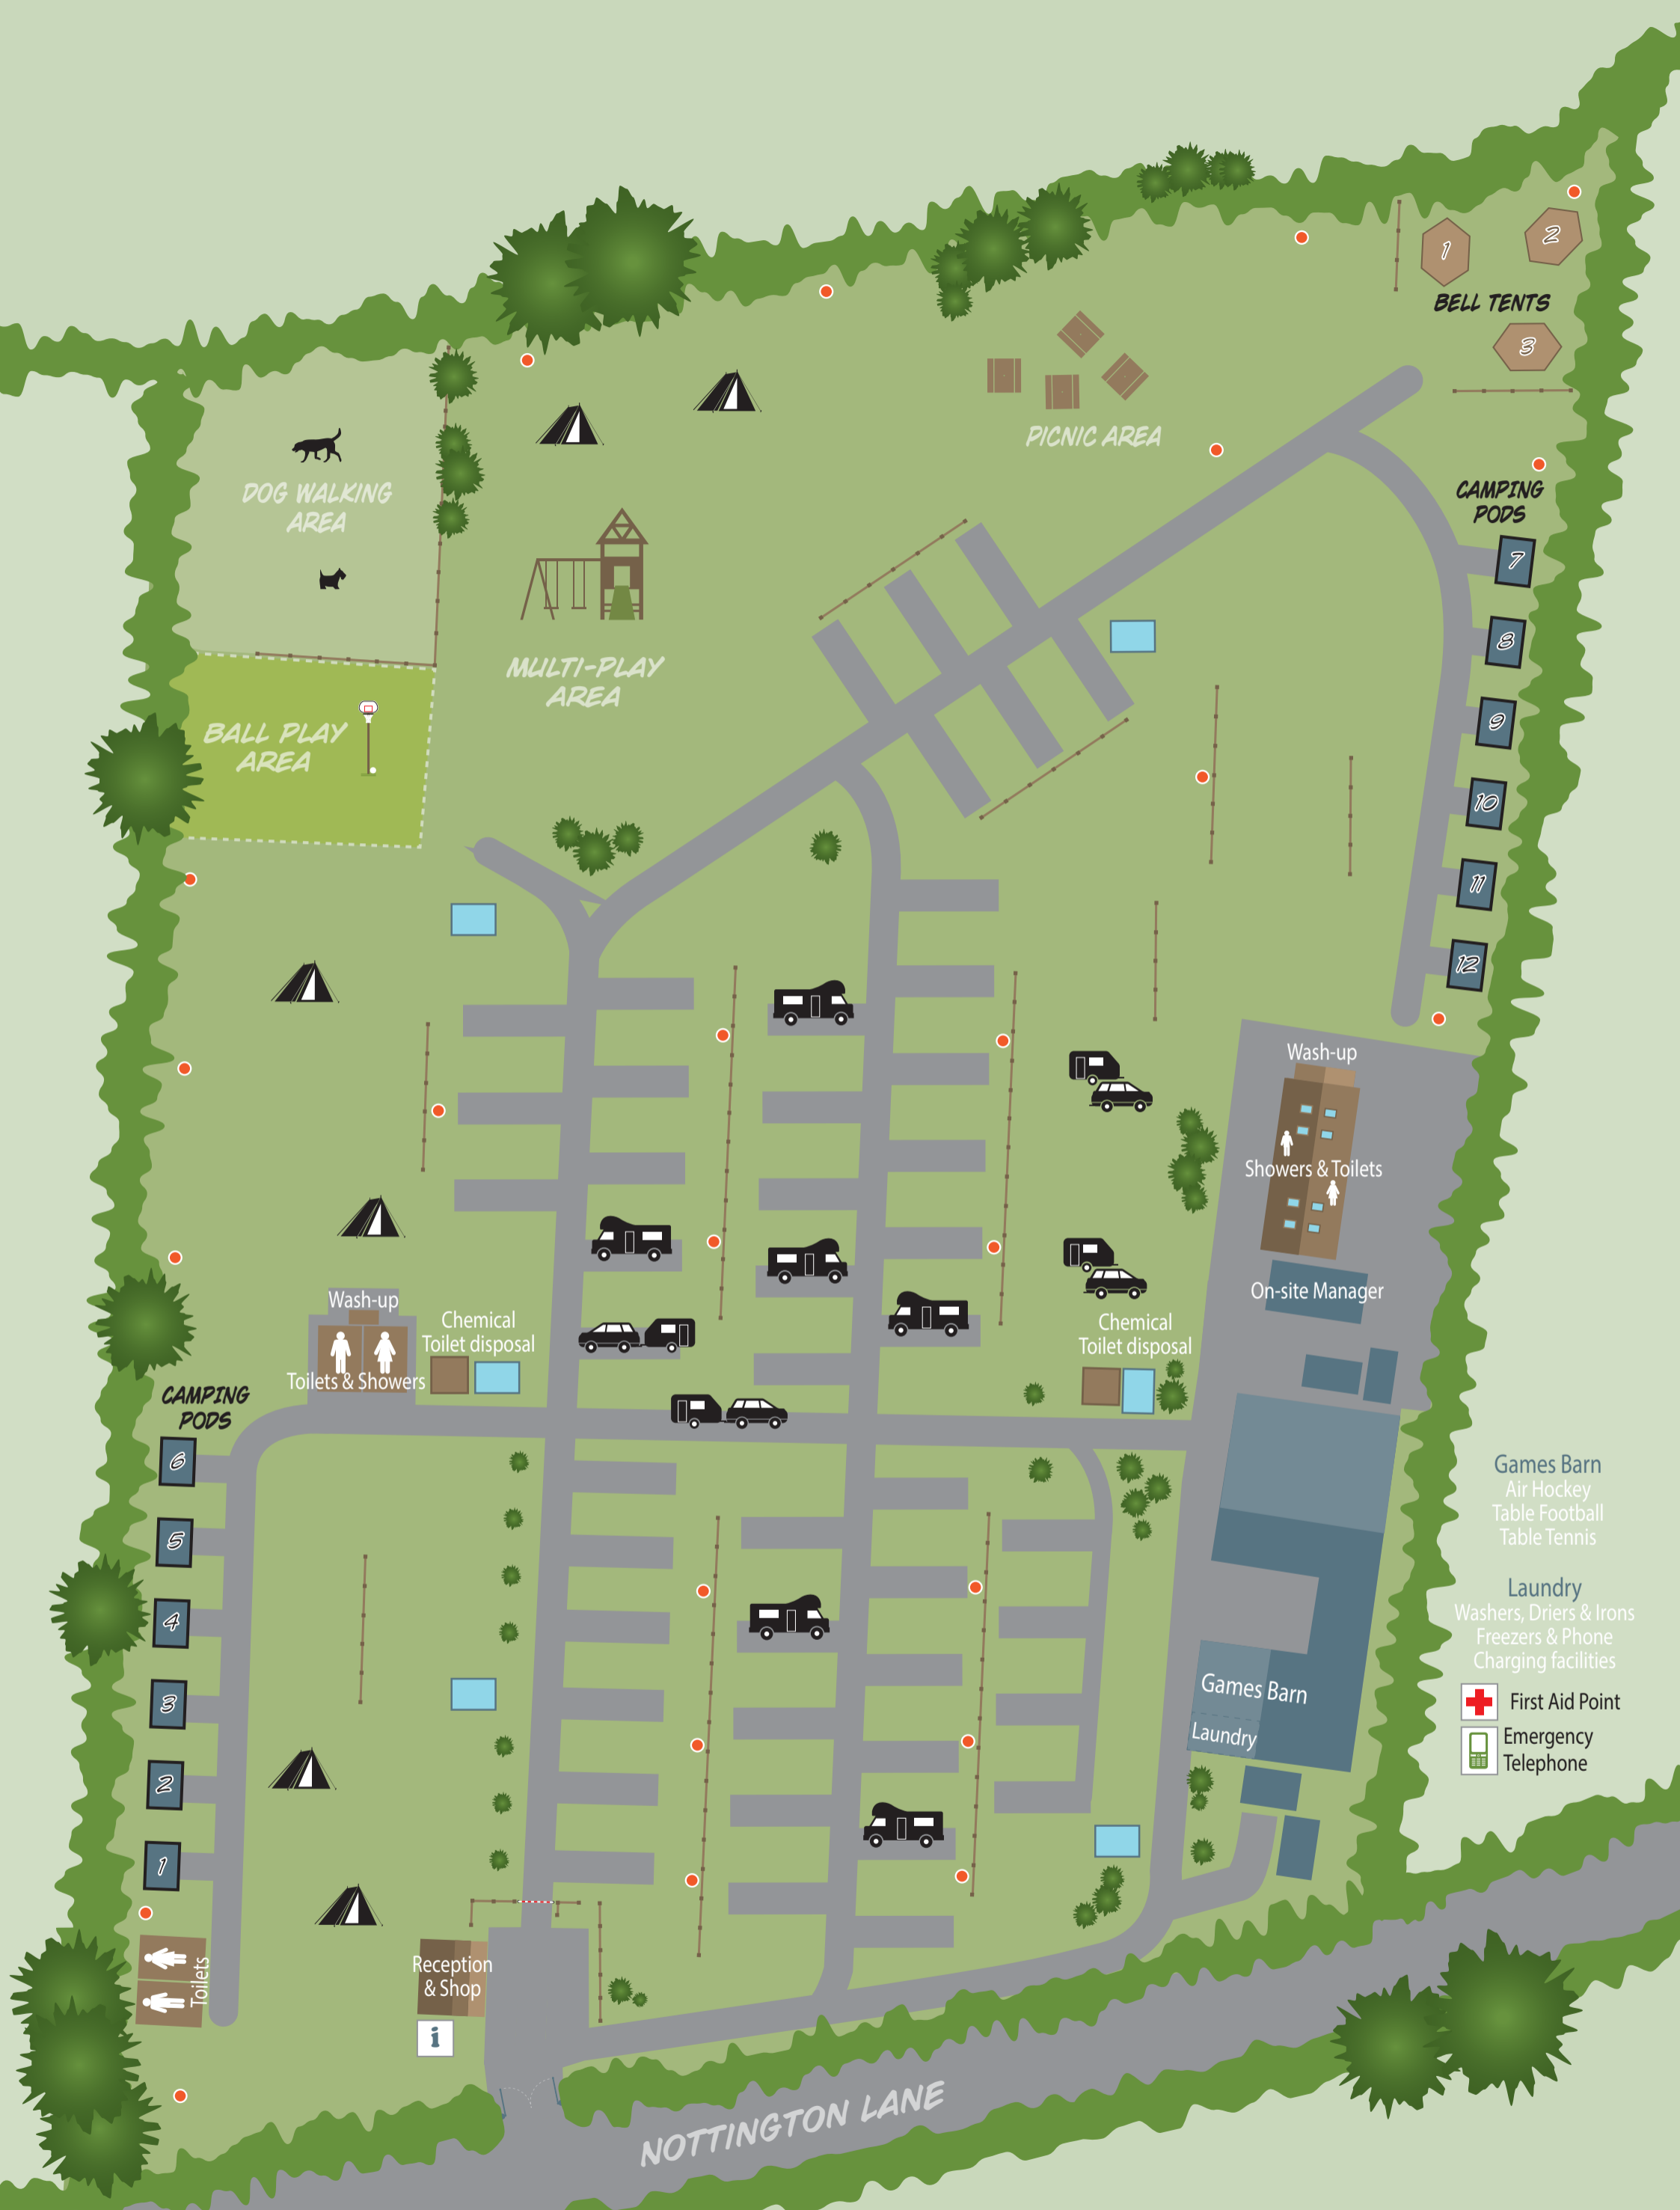 1
2
BELL TENTS
3
PICNIC AREA
DOG WALKING
AREA
CAMPING
PODS
7
8
9
10
11
12
MULTI-PLAY
AREA
BALL PLAY
AREA
Wash-up
Showers & Toilets
On-site Manager
Wash-up
Toilets & Showers
Chemical
Toilet disposal
Chemical
Toilet disposal
CAMPING
PODS
6
5
4
3
2
1
Toilets
Games Barn
Air Hockey
Table Football
Table Tennis
Laundry
Washers, Driers & Irons
Freezers & Phone
Charging facilities
First Aid Point
Emergency
Telephone
Games Barn
Laundry
Reception
& Shop
i
NOTTINGTON LANE